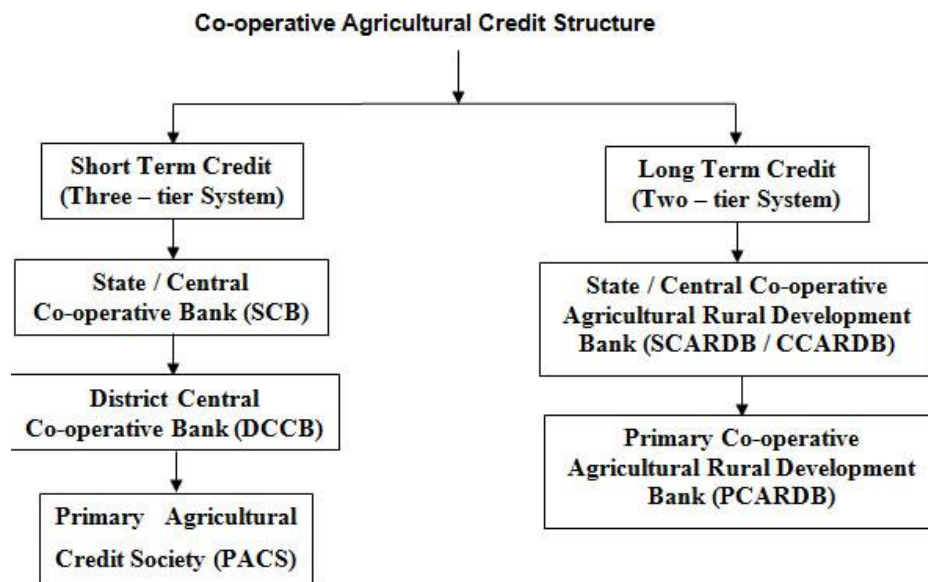 Co-operative Agricultural Credit Structure
Short Term Credit
(Three – tier System)
State / Central
Co-operative Bank (SCB)
District Central
Co-operative Bank (DCCB)
Primary Agricultural
Credit Society (PACS)
Long Term Credit
(Two – tier System)
State / Central Co-operative
Agricultural Rural Development
Bank (SCARDB / CCARDB)
Primary Co-operative
Agricultural Rural Development
Bank (PCARDB)